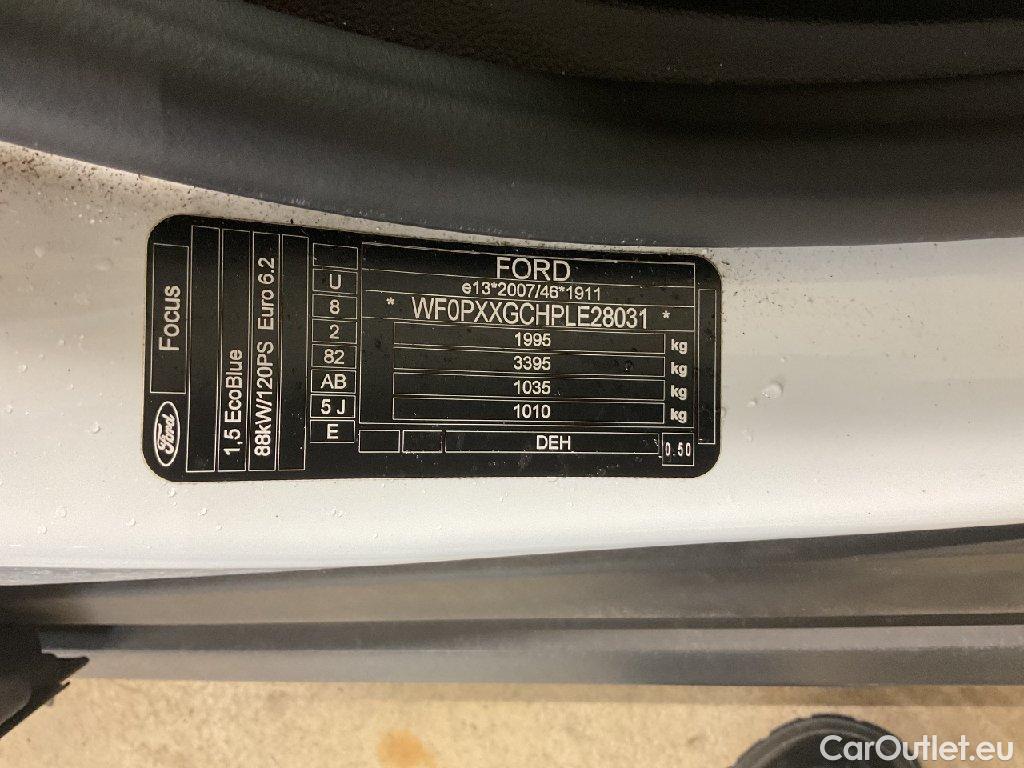 Focus
Ford
1,5 EcoBlue
88kW/120PS Euro 6.2
U
8
2
82
AB
5 J
E
FORD
e13*2007/46*1911
* WF0PXXGCHPLE28031 *
1995 kg
3395 kg
1035 kg
1010 kg
DEH
0.50
CarOutlet.eu